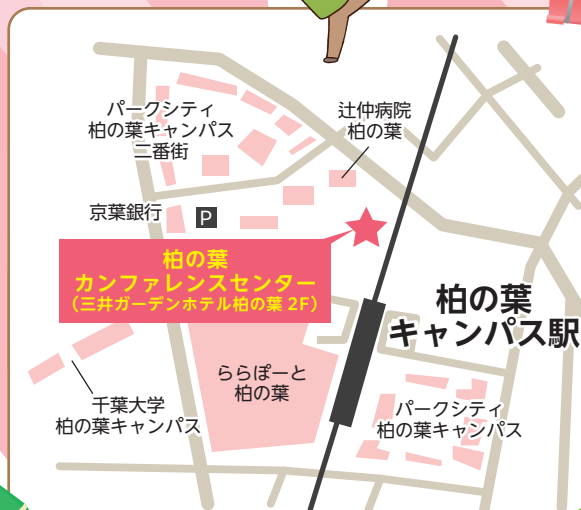 パークシティ
柏の葉キャンパス
二番街
辻仲病院
柏の葉
京葉銀行
P
柏の葉
カンファレンスセンター
(三井ガーデンホテル柏の葉 2F)
柏の葉
キャンパス駅
ららぽーと
柏の葉
千葉大学
柏の葉キャンパス
パークシティ
柏の葉キャンパス